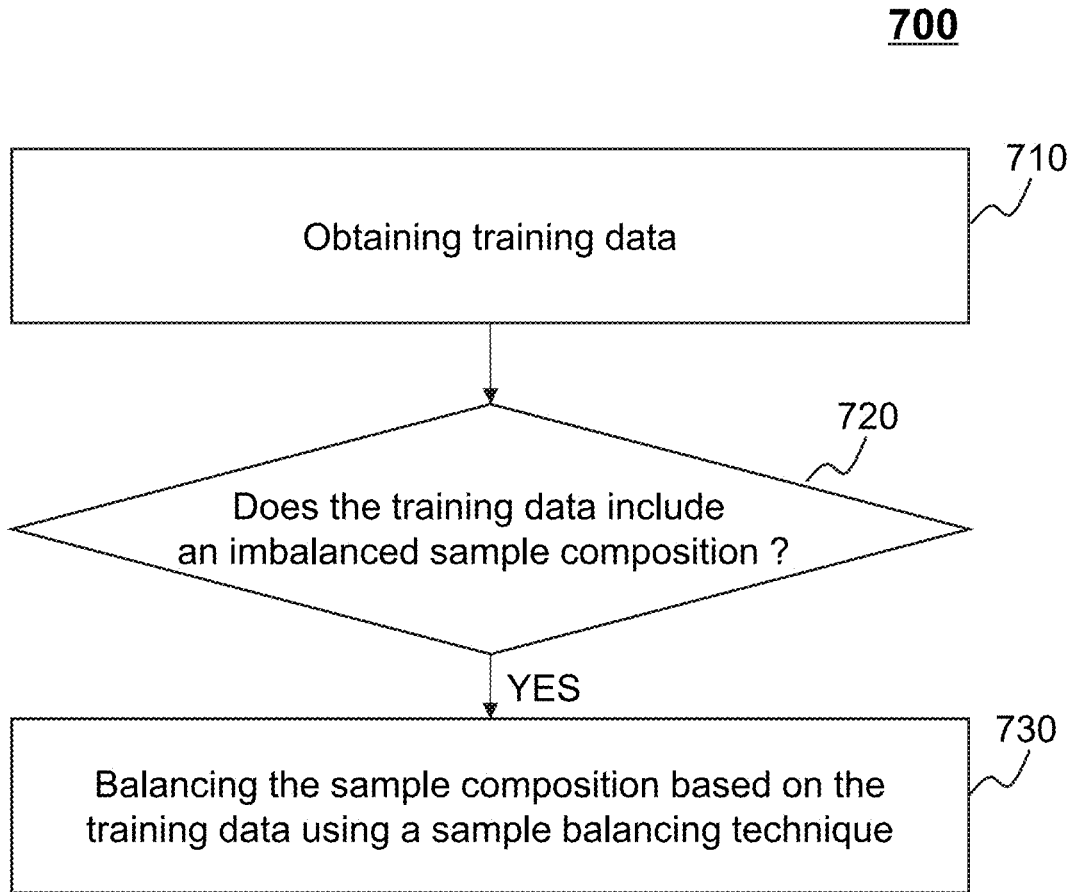 700
710
Obtaining training data
720
Does the training data include
an imbalanced sample composition ?
YES
730
Balancing the sample composition based on the
training data using a sample balancing technique